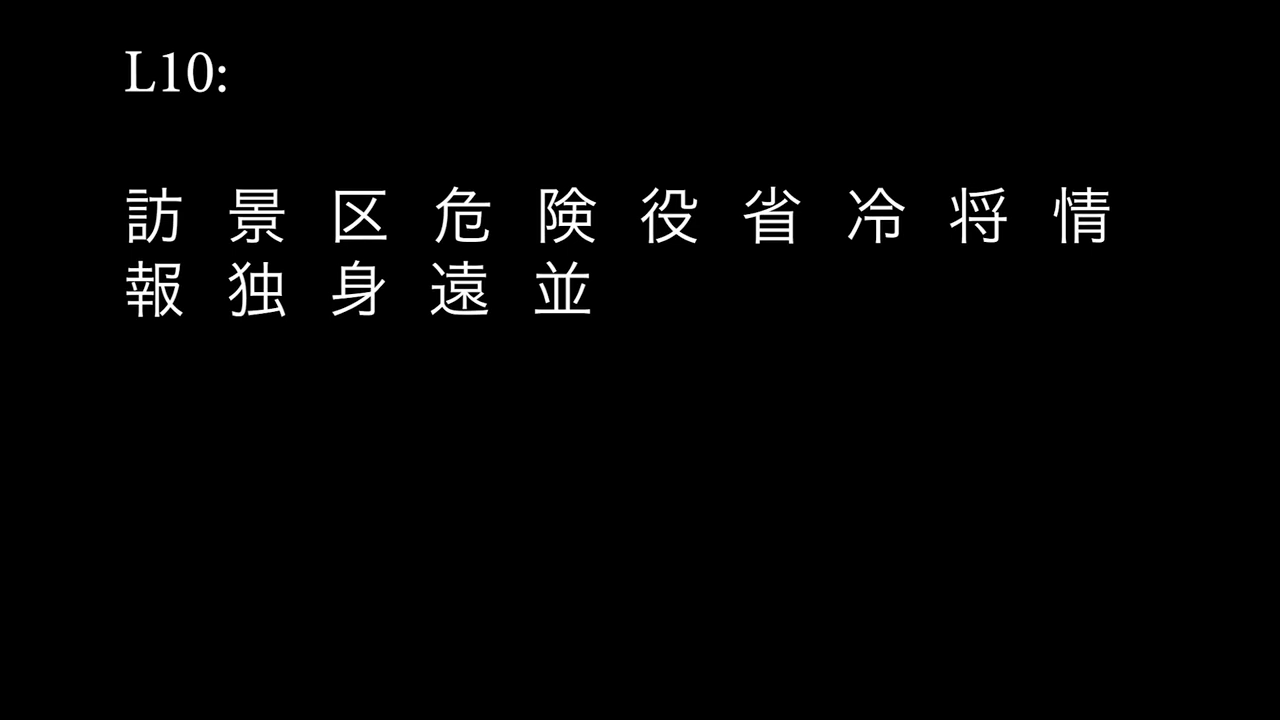 L10:
訪 景 区 危 険 役 省 冷 将 情
報 独 身 遠 並